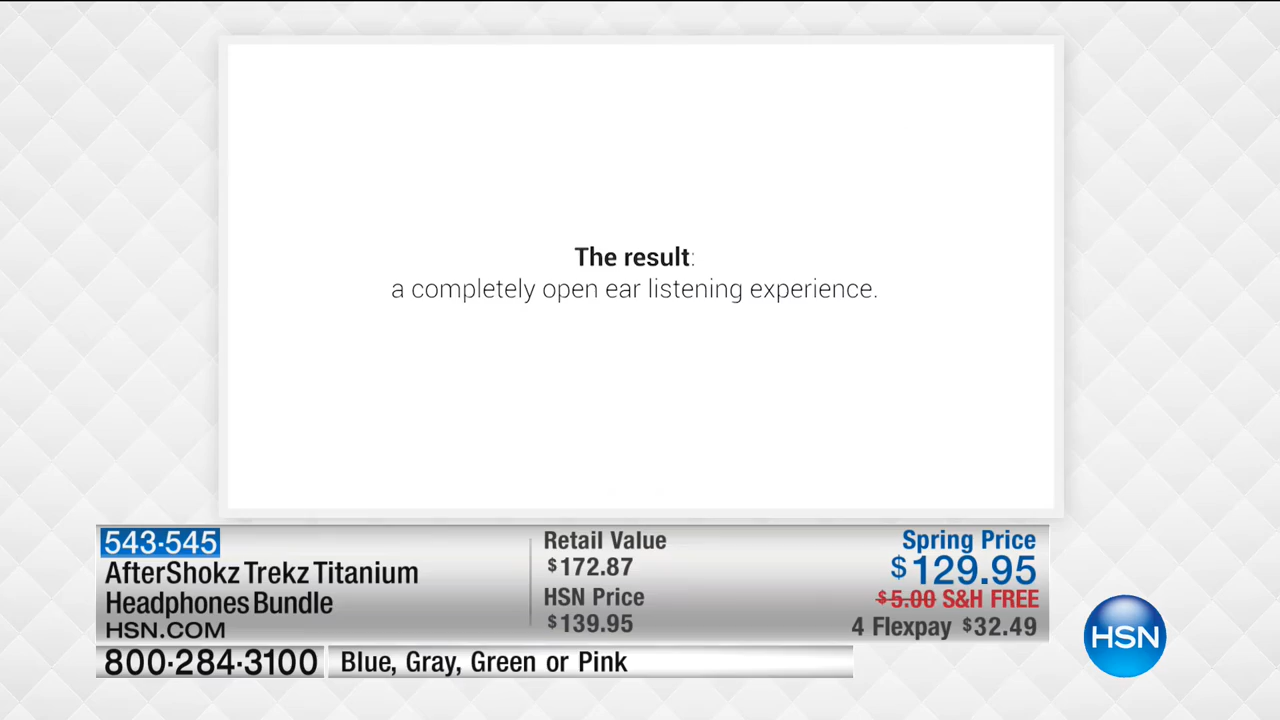 The result:
a completely open ear listening experience.
543-545
AfterShokz Trekz Titanium
Headphones Bundle
HSN.COM
Retail Value
$172.87
HSN Price
$139.95
Spring Price
$129.95
$5.00 S&H FREE
4 Flexpay $32.49
800-284-3100
Blue, Gray, Green or Pink
HSN